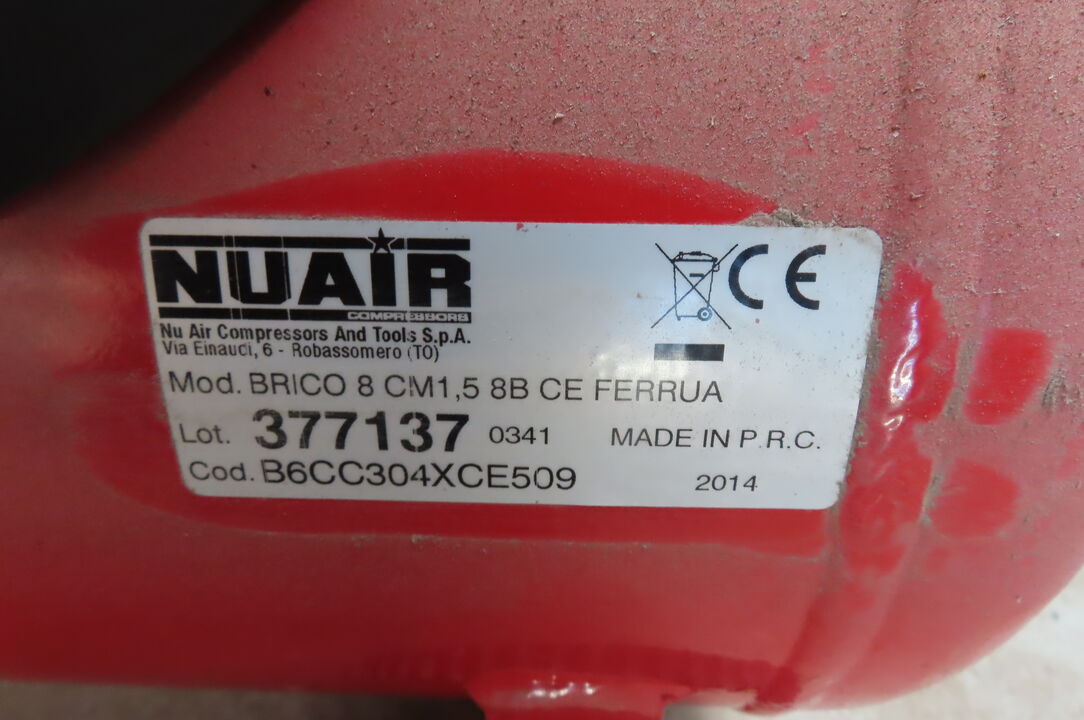 NUAIR
COMPRESSORS
Nu Air Compressors And Tools S.p.A.
Via Einaudi, 6 - Robassomero (TO)
CE
Mod. BRICO 8 CM1,5 8B CE FERRUA
Lot. 377137 0341 MADE IN P.R.C.
Cod. B6CC304XCE509 2014